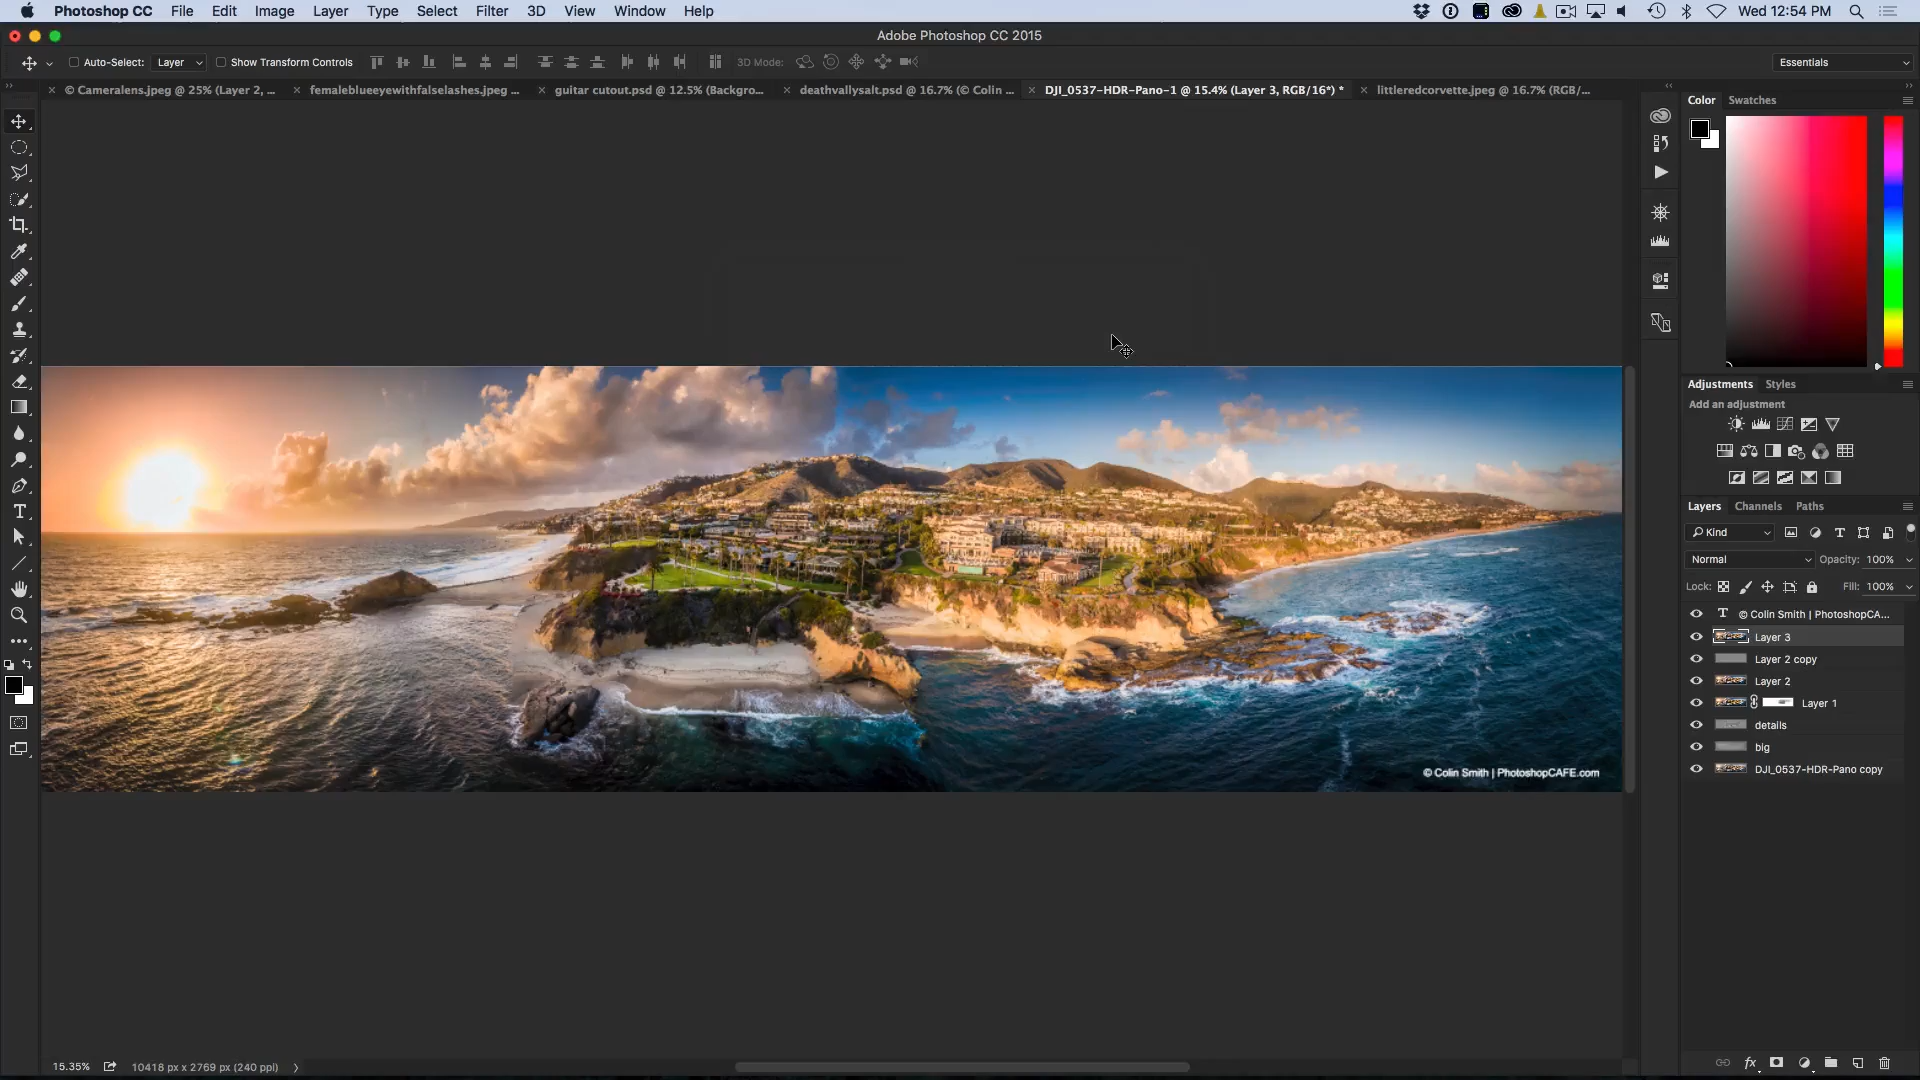 Photoshop CC File Edit Image Layer Type Select Filter 3D View Window Help Wed 12:54 PM
Adobe Photoshop CC 2015
Auto-Select: Layer Show Transform Controls 3D Mode: Essentials
© Cameralens.jpeg @ 25% (Layer 2, ... femaleblueeyewithfalselashes.jpeg ... guitar cutout.psd @ 12.5% (Backgro... deathvallysalt.psd @ 16.7% (© Colin ... DJI_0537-HDR-Pano-1 @ 15.4% (Layer 3, RGB/16*) * littleredcorvette.jpeg @ 16.7% (RGB/...
Color Swatches
Adjustments Styles
Add an adjustment
Layers Channels Paths
Kind
Normal Opacity: 100%
Lock: Fill: 100%
T © Colin Smith | PhotoshopCA...
Layer 3
Layer 2 copy
Layer 2
Layer 1
details
big
DJI_0537-HDR-Pano copy
© Colin Smith | PhotoshopCAFE.com
15.35% 10418 px x 2769 px (240 ppi)
fx